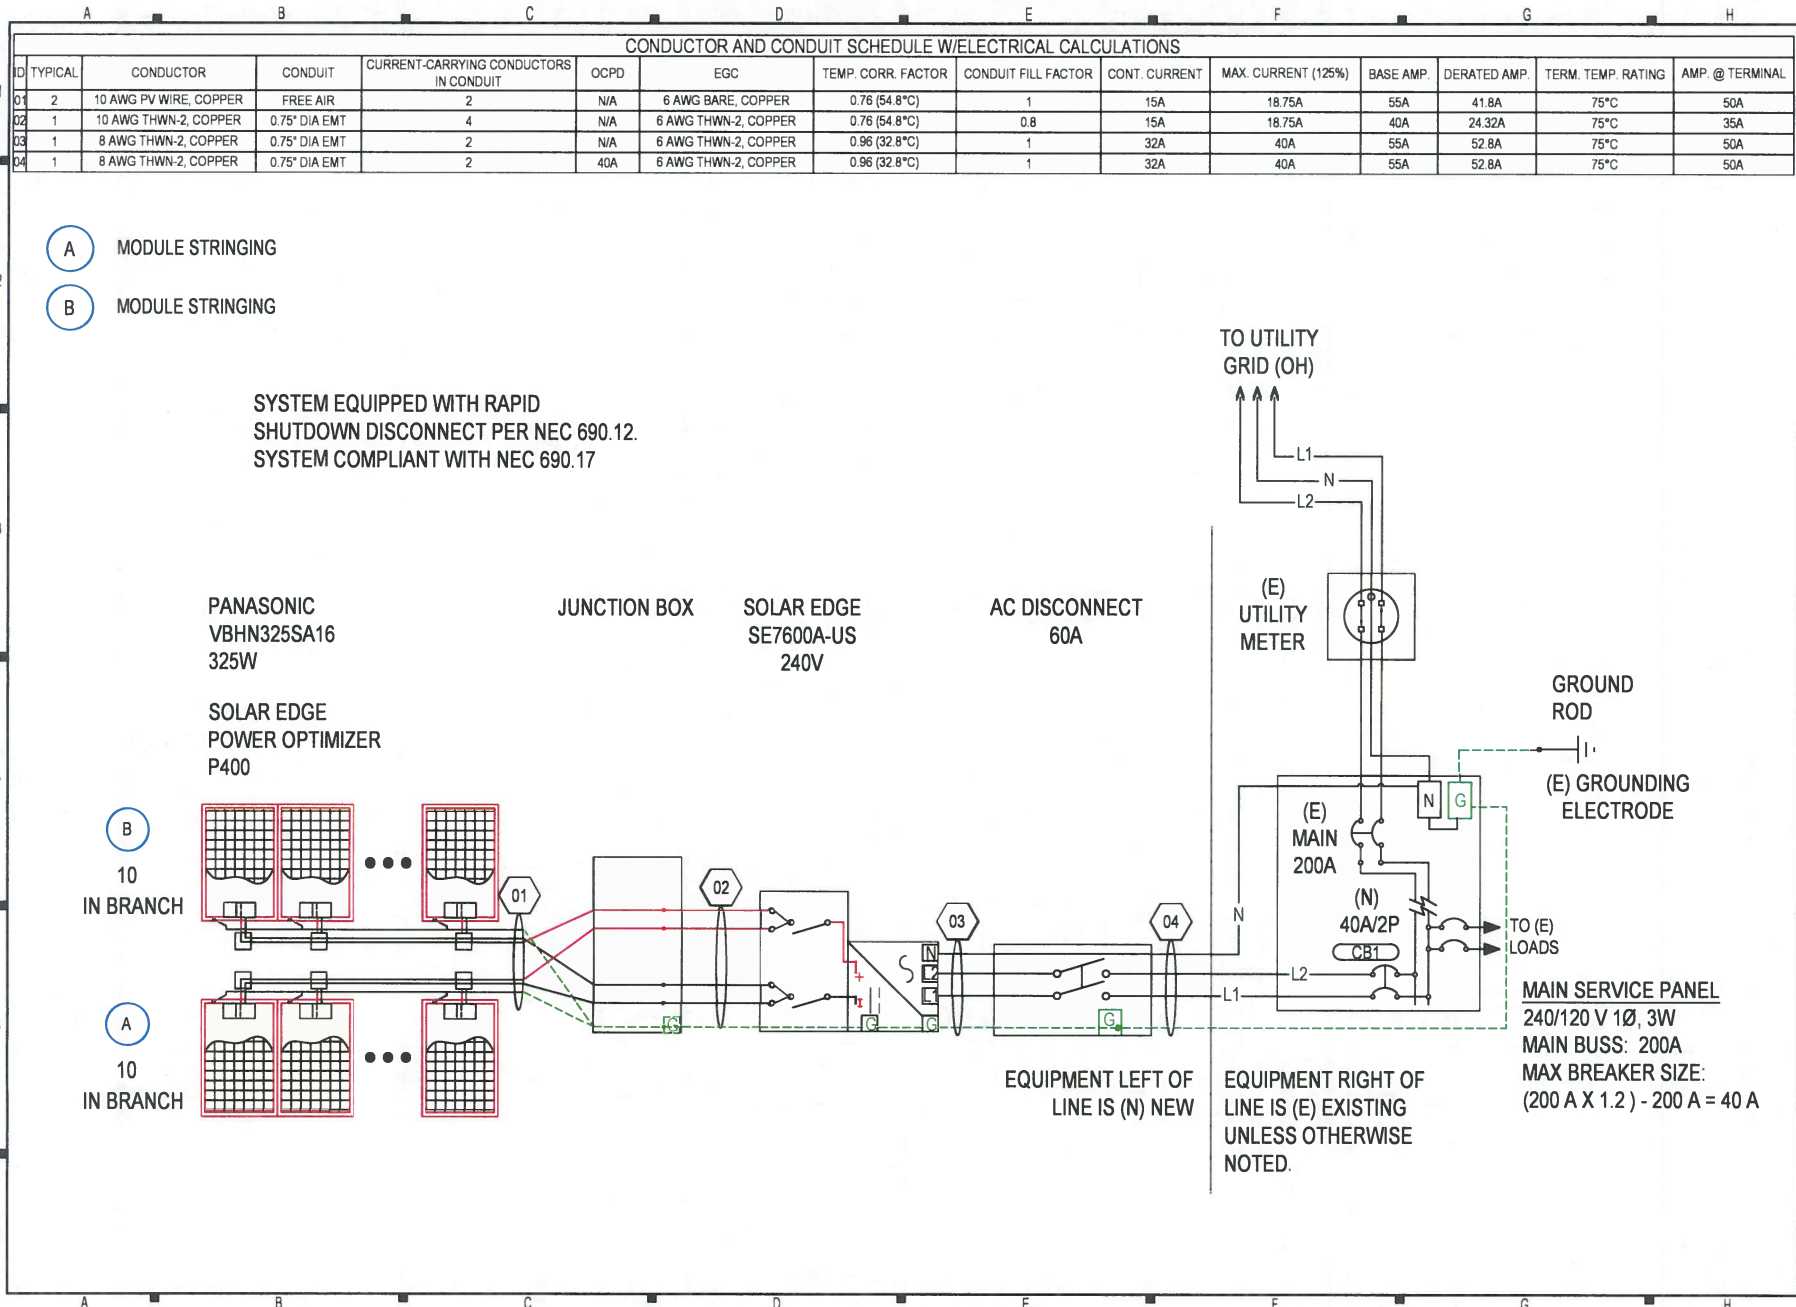 A B C D E F G H
CONDUCTOR AND CONDUIT SCHEDULE W/ELECTRICAL CALCULATIONS
ID TYPICAL CONDUCTOR CONDUIT CURRENT-CARRYING CONDUCTORS IN CONDUIT OCPD EGC TEMP. CORR. FACTOR CONDUIT FILL FACTOR CONT. CURRENT MAX. CURRENT (125%) BASE AMP. DERATED AMP. TERM. TEMP. RATING AMP. @ TERMINAL
01 2 10 AWG PV WIRE, COPPER FREE AIR 2 N/A 6 AWG BARE, COPPER 0.76 (54.8°C) 1 15A 18.75A 55A 41.8A 75°C 50A
02 1 10 AWG THWN-2, COPPER 0.75" DIA EMT 4 N/A 6 AWG THWN-2, COPPER 0.76 (54.8°C) 0.8 15A 18.75A 40A 24.32A 75°C 35A
03 1 8 AWG THWN-2, COPPER 0.75" DIA EMT 2 N/A 6 AWG THWN-2, COPPER 0.96 (32.8°C) 1 32A 40A 55A 52.8A 75°C 50A
04 1 8 AWG THWN-2, COPPER 0.75" DIA EMT 2 40A 6 AWG THWN-2, COPPER 0.96 (32.8°C) 1 32A 40A 55A 52.8A 75°C 50A
A MODULE STRINGING
B MODULE STRINGING
SYSTEM EQUIPPED WITH RAPID
SHUTDOWN DISCONNECT PER NEC 690.12.
SYSTEM COMPLIANT WITH NEC 690.17
TO UTILITY
GRID (OH)
L1
N
L2
PANASONIC
VBHN325SA16
325W
SOLAR EDGE
POWER OPTIMIZER
P400
JUNCTION BOX
SOLAR EDGE
SE7600A-US
240V
AC DISCONNECT
60A
(E)
UTILITY
METER
GROUND
ROD
(E) GROUNDING
ELECTRODE
B
10
IN BRANCH
A
10
IN BRANCH
01
02
03
04
N
L2
L1
G
G
G
G
N
L2
L1
(E)
MAIN
200A
N
G
(N)
40A/2P
CB1
TO (E)
LOADS
MAIN SERVICE PANEL
240/120 V 1Ø, 3W
MAIN BUSS: 200A
MAX BREAKER SIZE:
(200 A X 1.2 ) - 200 A = 40 A
EQUIPMENT LEFT OF
LINE IS (N) NEW
EQUIPMENT RIGHT OF
LINE IS (E) EXISTING
UNLESS OTHERWISE
NOTED.